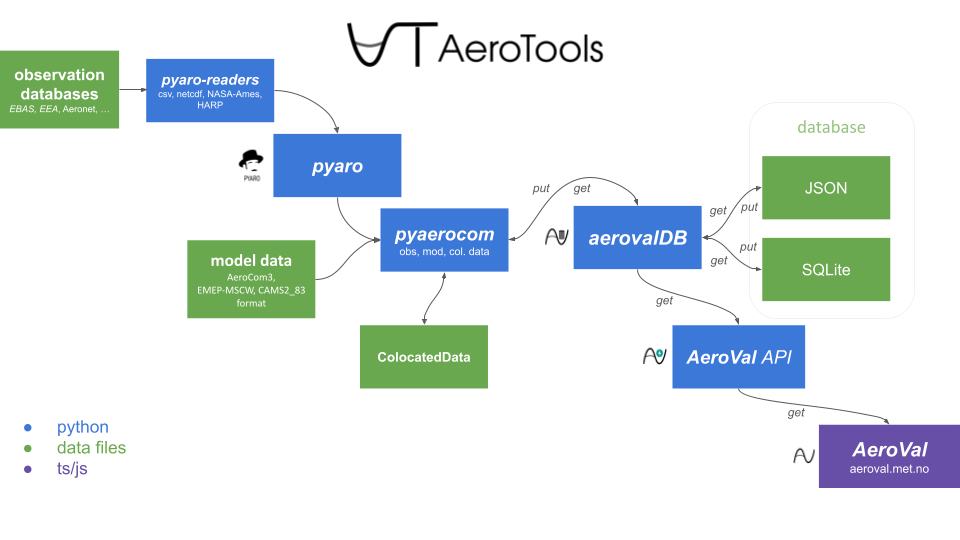 AeroTools
observation
databases
EBAS, EEA, Aeronet, …
pyaro-readers
csv, netcdf, NASA-Ames,
HARP
PYARO
pyaro
model data
AeroCom3,
EMEP-MSCW, CAMS2_83
format
pyaerocom
obs, mod, col. data
ColocatedData
put
get
aerovalDB
database
JSON
get
put
SQLite
put
get
get
AeroVal API
get
AeroVal
aeroval.met.no
● python
● data files
● ts/js